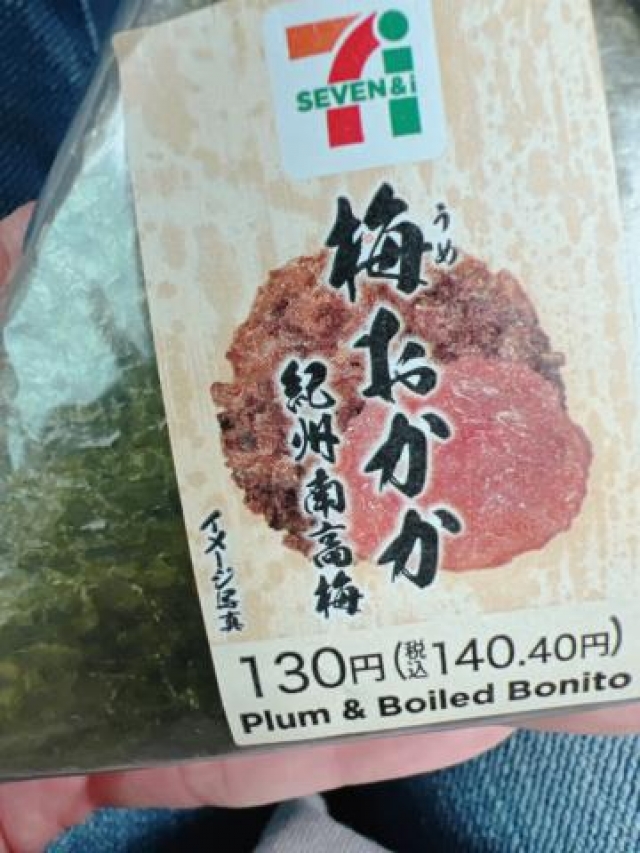 SEVEN&i
梅おかか
うめ
紀州南高梅
イメージ写真
130円(税込140.40円)
Plum & Boiled Bonito